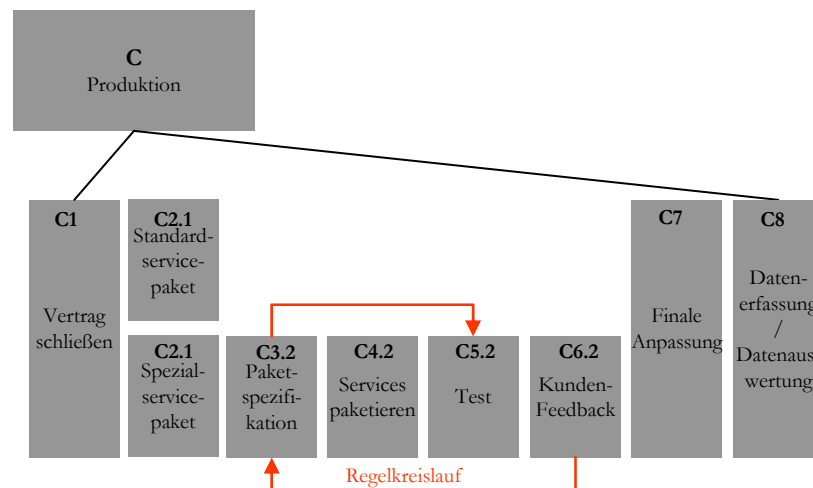 C
Produktion
C1
Vertrag
schließen
C2.1
Standard-
service-
paket
C2.1
Spezial-
service-
paket
C3.2
Paket-
spezifi-
kation
C4.2
Services
paketieren
C5.2
Test
C6.2
Kunden-
Feedback
C7
Finale
Anpassung
C8
Daten-
erfassung
/
Datenaus
wertung
Regelkreislauf